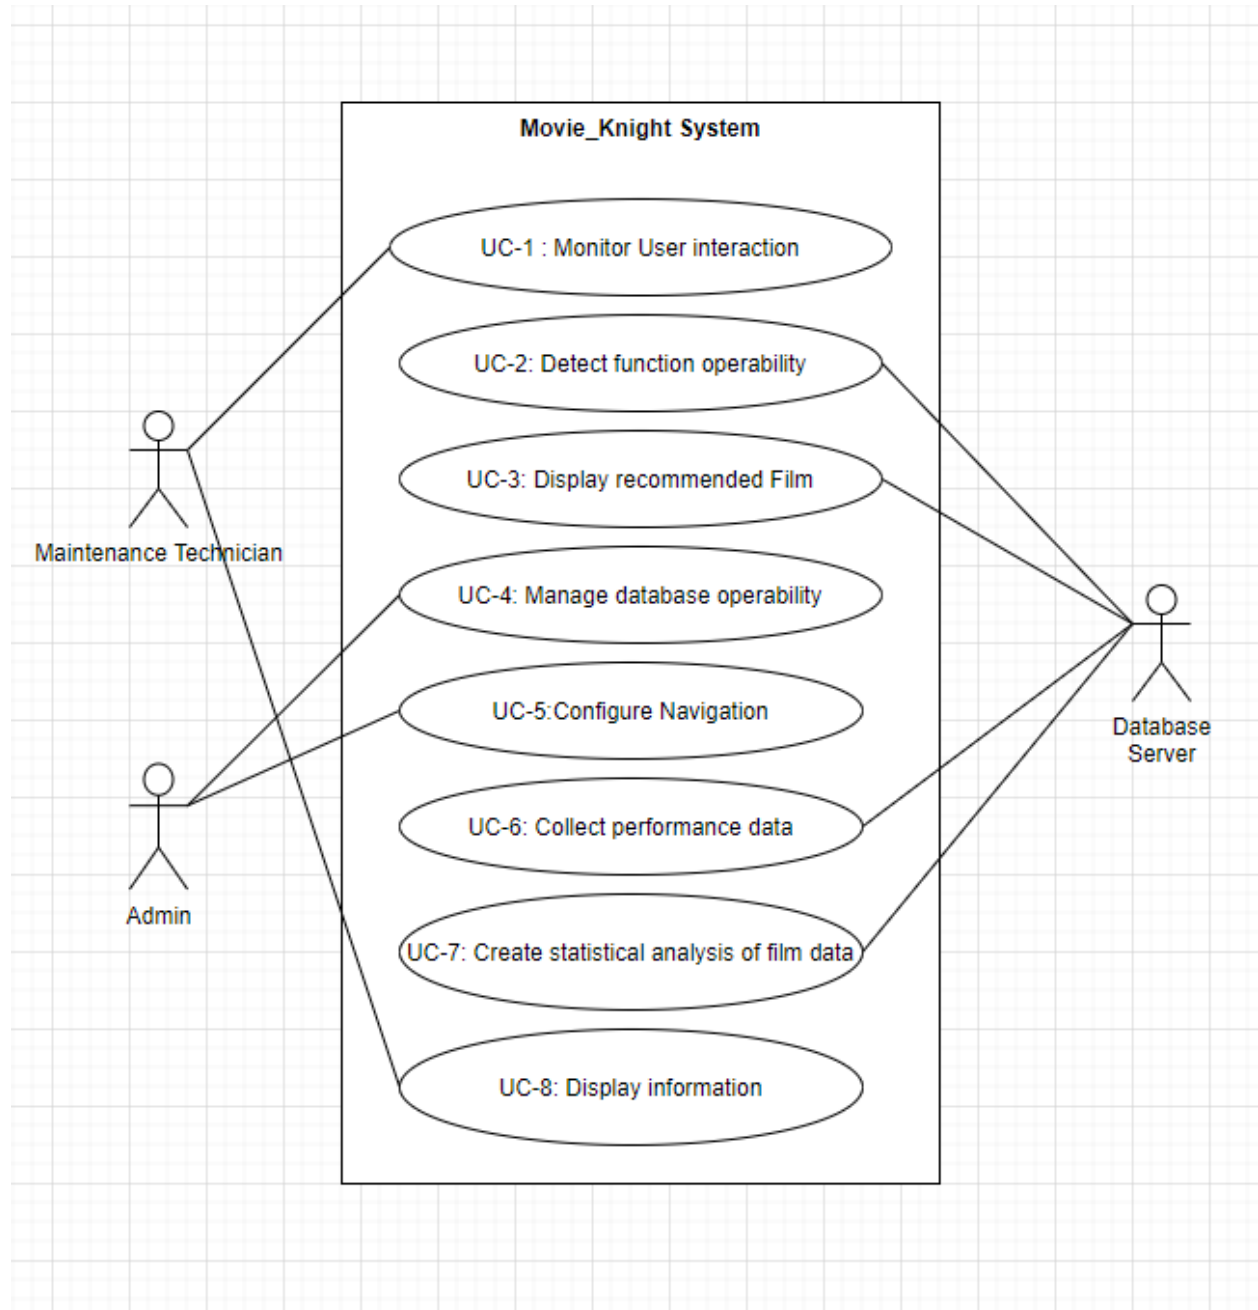 Movie_Knight System
UC-1 : Monitor User interaction
UC-2: Detect function operability
UC-3: Display recommended Film
Maintenance Technician
UC-4: Manage database operability
UC-5:Configure Navigation
Database
Server
UC-6: Collect performance data
Admin
UC-7: Create statistical analysis of film data
UC-8: Display information